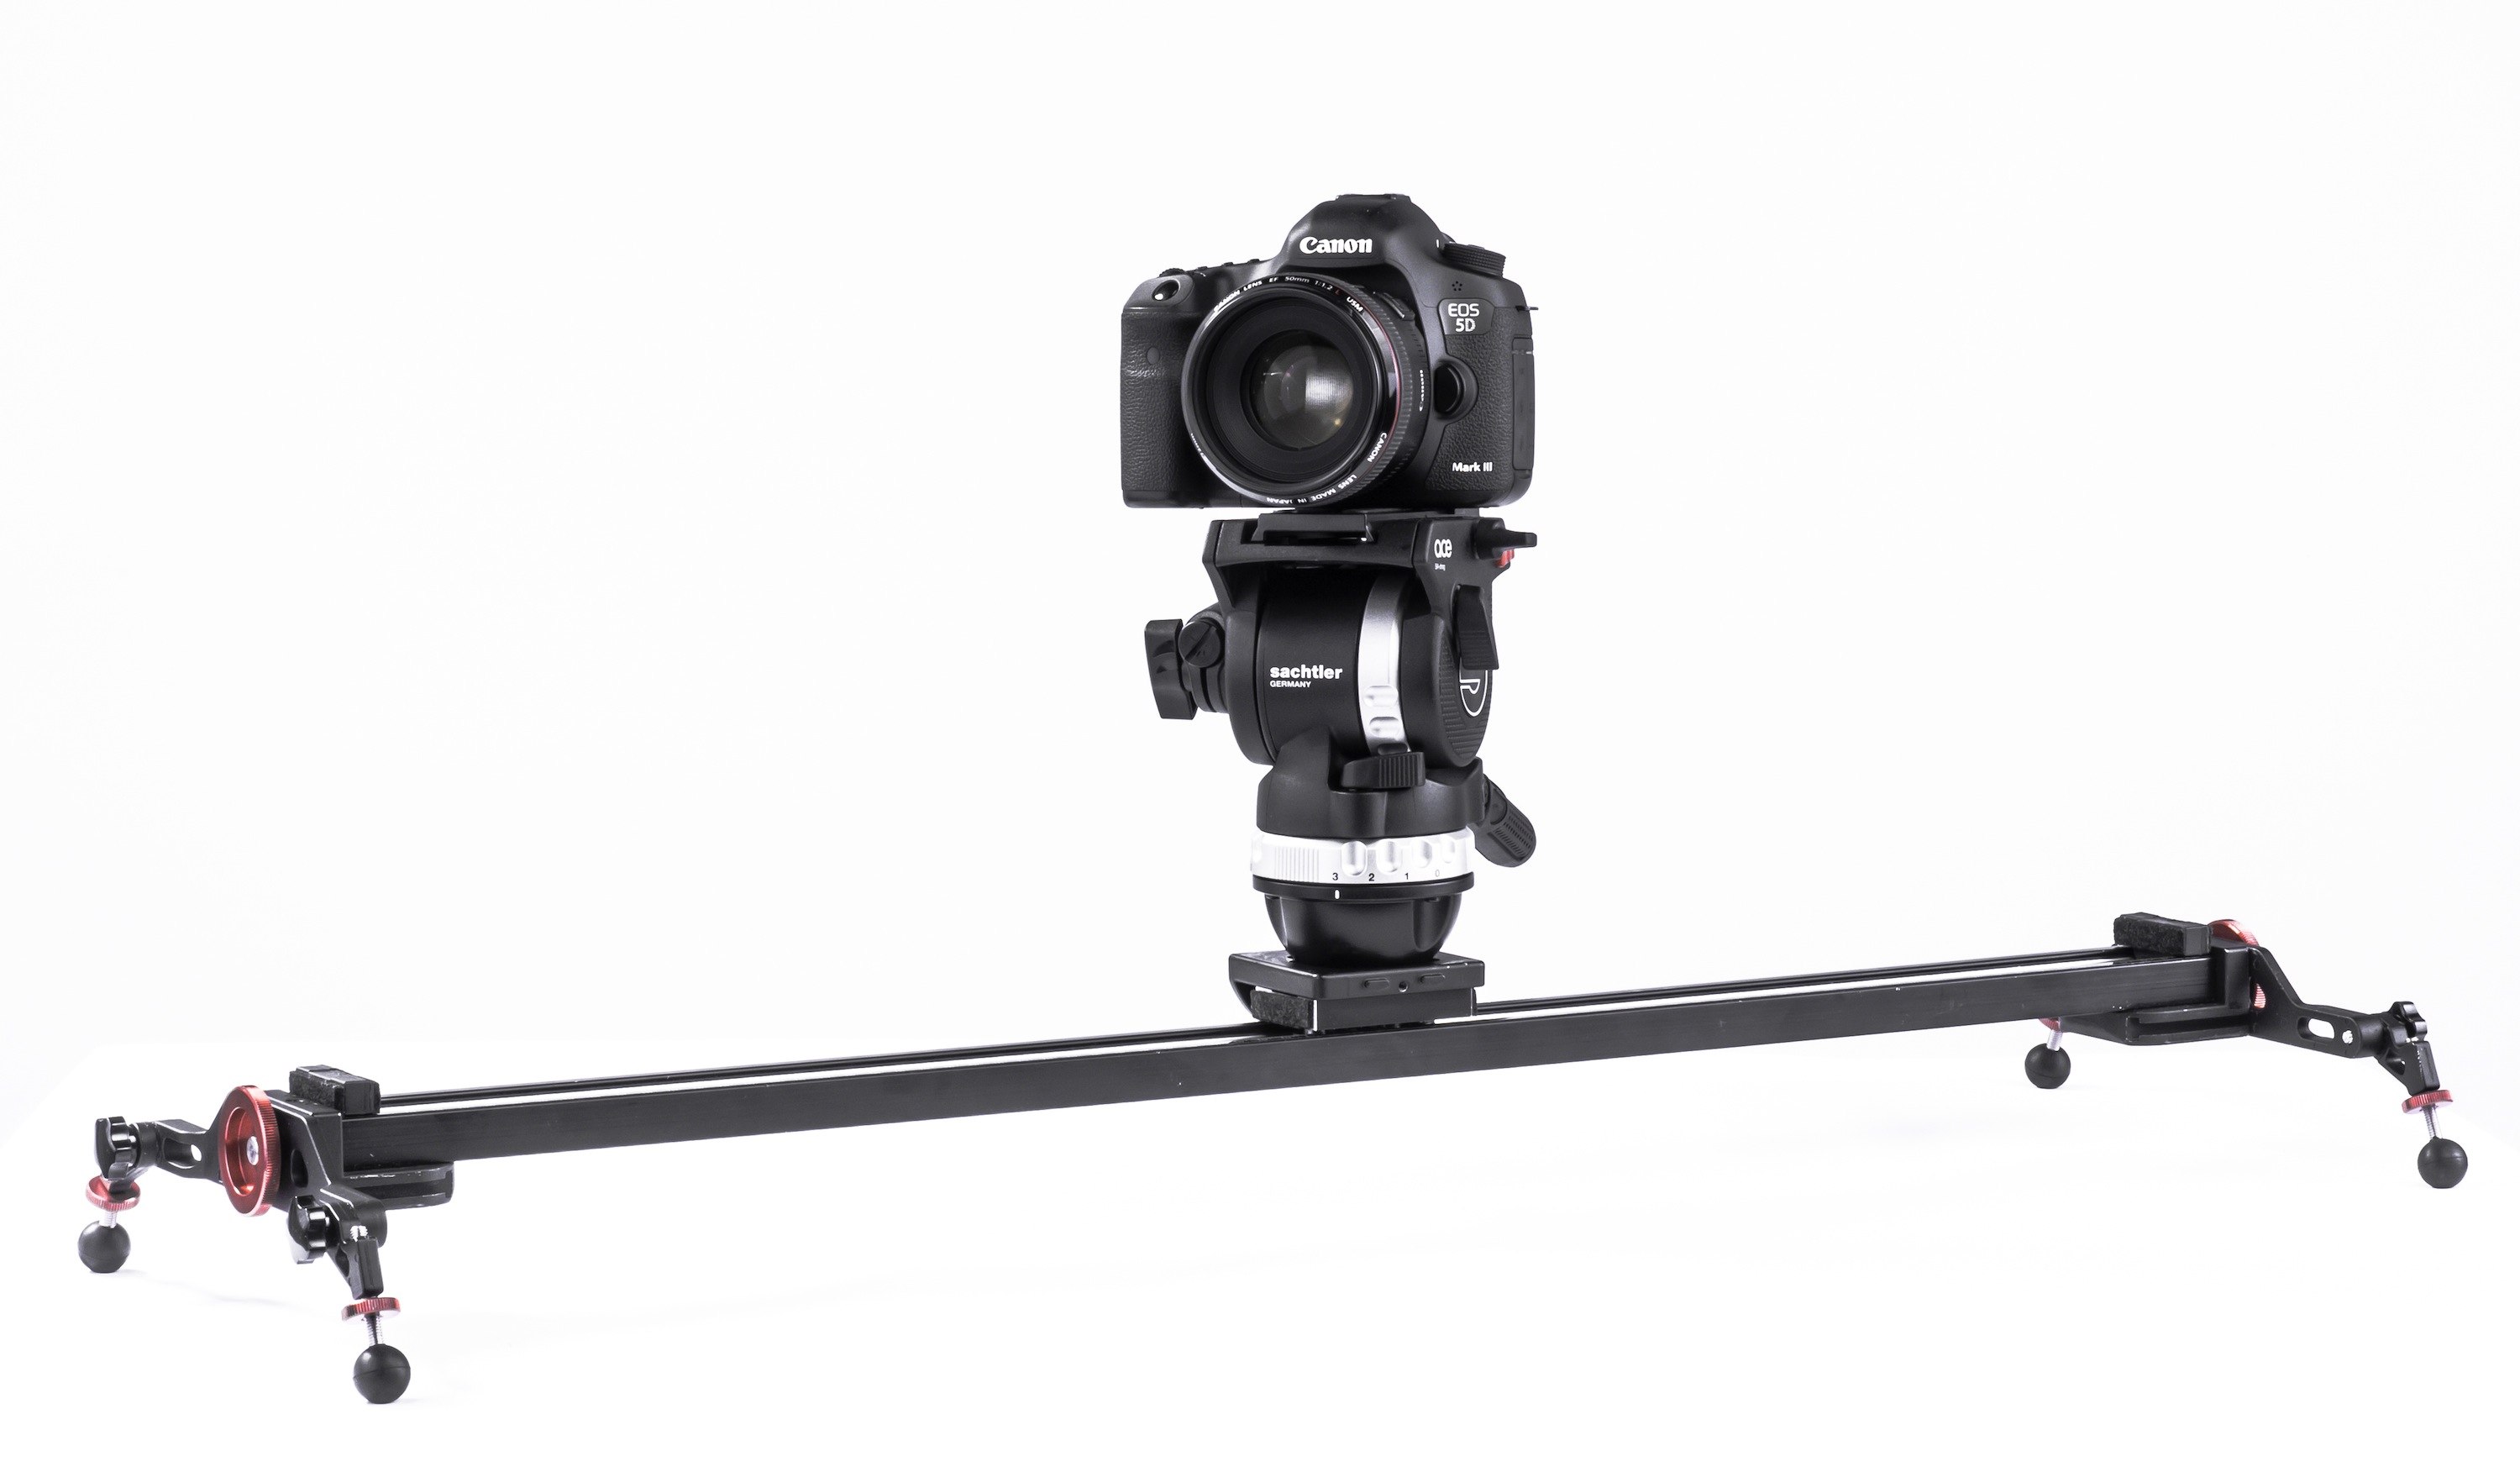 Canon
CANON LENS EF 50mm 1:1.2 L USM
EOS
5D
Canon
CANON LENS MADE IN JAPAN
Mark III
ace
sachtler
GERMANY
3 2 1 0